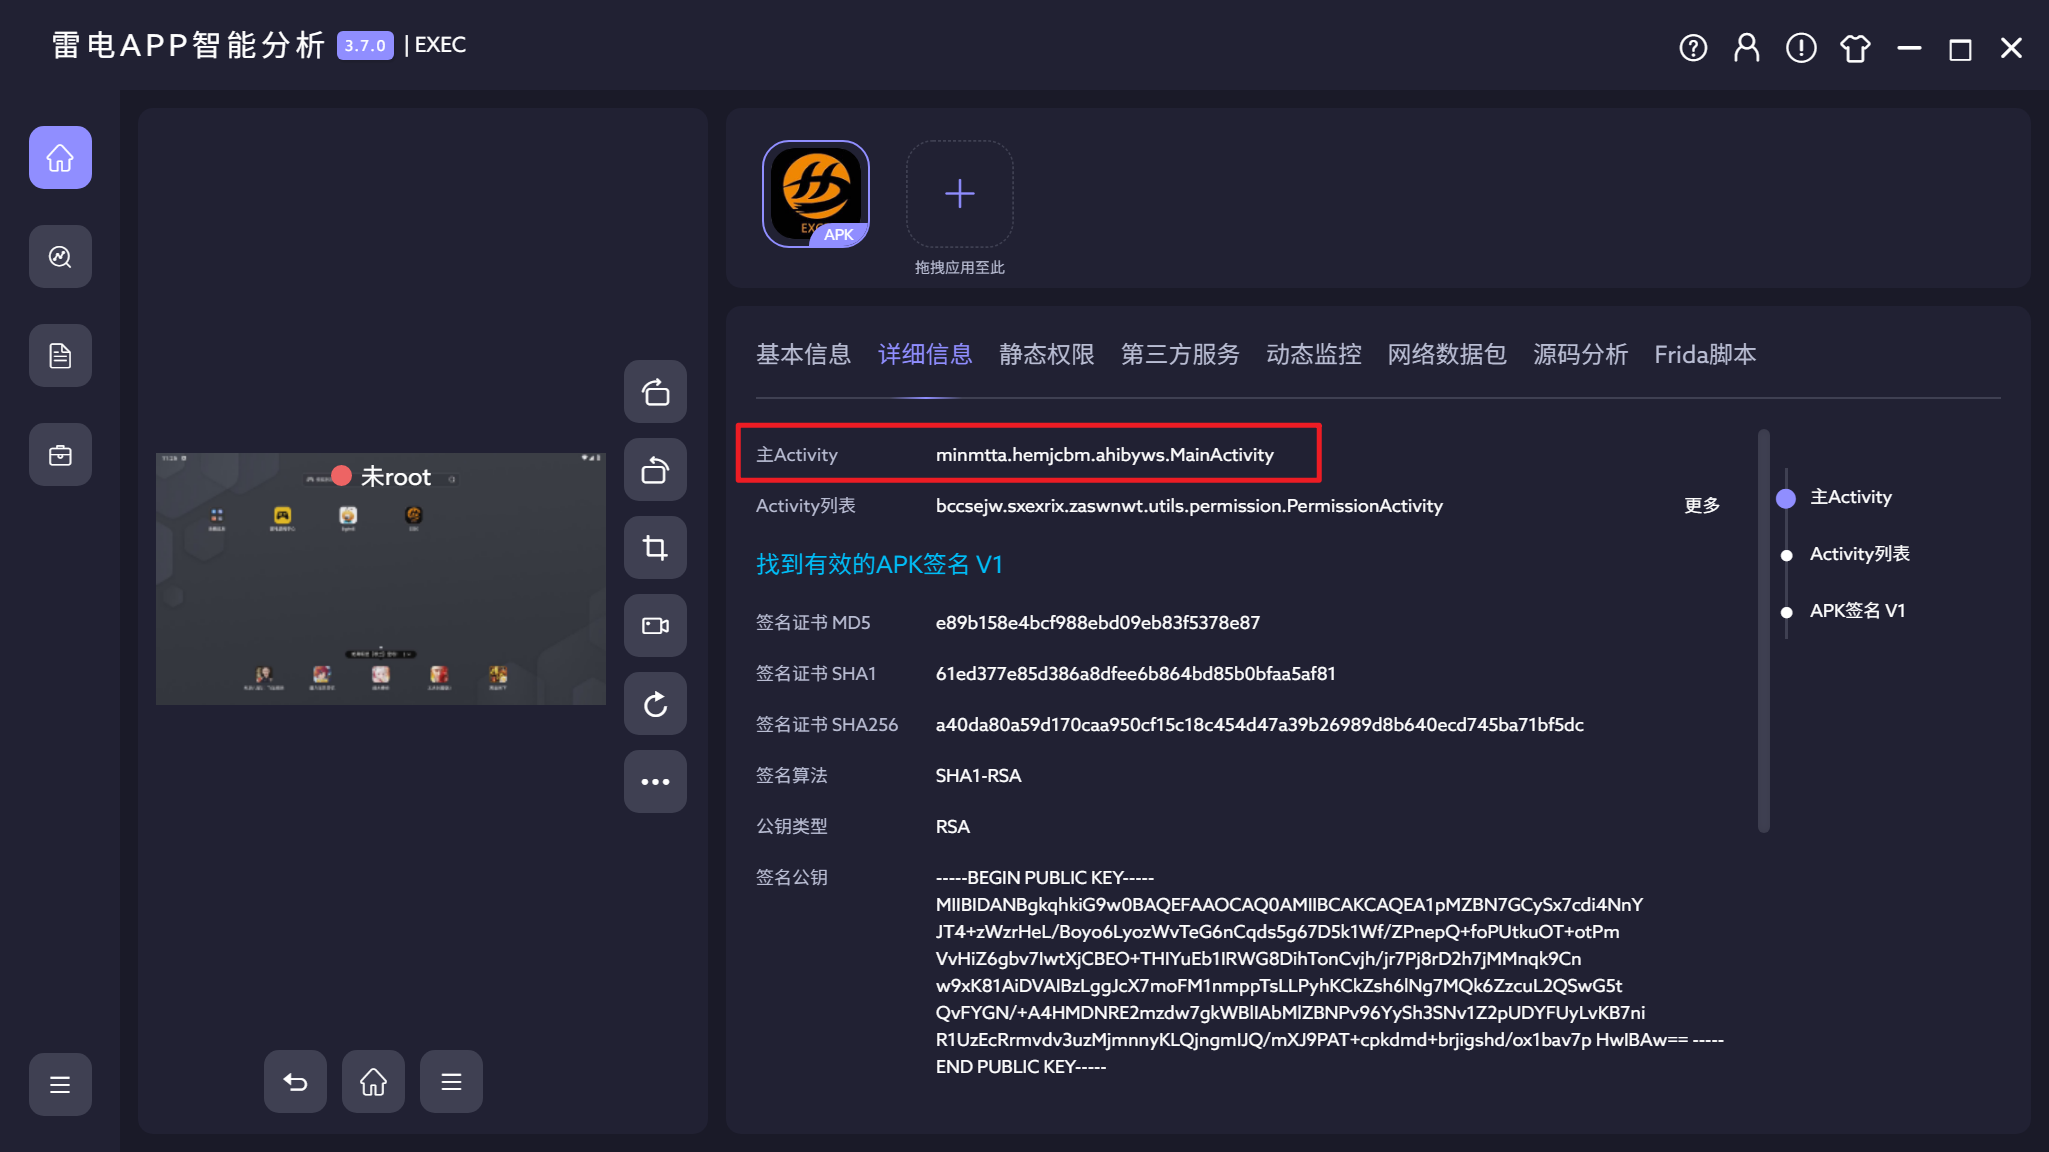 雷电APP智能分析 3.7.0 | EXEC
APK
拖拽应用至此
基本信息 详细信息 静态权限 第三方服务 动态监控 网络数据包 源码分析 Frida脚本
未root
主Activity minmtta.hemjcbm.ahibyws.MainActivity
Activity列表 bccsejw.sxexrix.zaswnwt.utils.permission.PermissionActivity 更多
找到有效的APK签名 V1
签名证书 MD5 e89b158e4bcf988ebd09eb83f5378e87
签名证书 SHA1 61ed377e85d386a8dfee6b864bd85b0bfaa5af81
签名证书 SHA256 a40da80a59d170caa950cf15c18c454d47a39b26989d8b640ecd745ba71bf5dc
签名算法 SHA1-RSA
公钥类型 RSA
签名公钥 -----BEGIN PUBLIC KEY-----
MIIBIDANBgkqhkiG9w0BAQEFAAOCAQ0AMIIBCAKCAQEA1pMZBN7GCySx7cdi4NnY
JT4+zWzrHeL/Boyo6LyozWvTeG6nCqds5g67D5k1Wf/ZPnepQ+foPUtkuOT+otPm
VvHiZ6gbv7IwtXjCBEO+THIYuEb1IRWG8DihTonCvjh/jr7Pj8rD2h7jMMnqk9Cn
w9xK81AiDVAIBzLggJcX7moFM1nmppTsLLPyhKCkZsh6lNg7MQk6ZzcuL2QSwG5t
QvFYGN/+A4HMDNRE2mzdw7gkWBlIAbMlZBNPv96YySh3SNv1Z2pUDYFUyLvKB7ni
R1UzEcRrmvdv3uzMjmnnyKLQjngmIJQ/mXJ9PAT+cpkdmd+brjigshd/ox1bav7p HwIBAw== -----
END PUBLIC KEY-----
主Activity
Activity列表
APK签名 V1